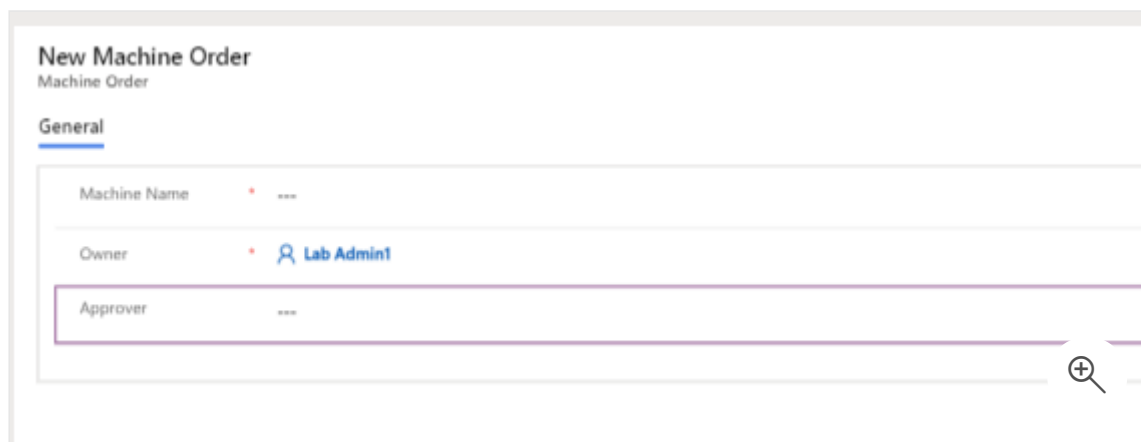 New Machine Order
Machine Order
General
Machine Name * ---
Owner * Lab Admin1
Approver ---